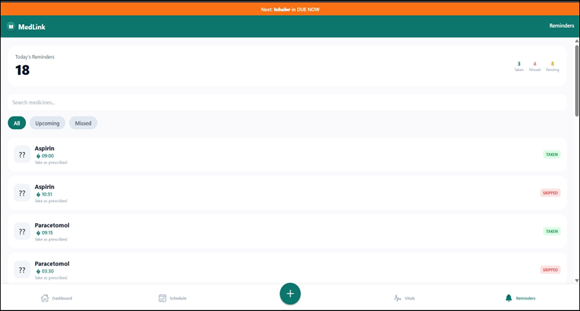 Next: Inhaler in DUE NOW
MedLink
Reminders
Today's Reminders
18
3 Taken
Missed
8 Pending
Search medicines...
All Upcoming Missed
??
Aspirin
09:00
Take as prescribed
TAKEN
??
Aspirin
10:51
Take as prescribed
SKIPPED
??
Paracetomol
09:15
Take as prescribed
TAKEN
??
Paracetomol
03:30
Take as prescribed
SKIPPED
Dashboard Schedule + Vitals Reminders